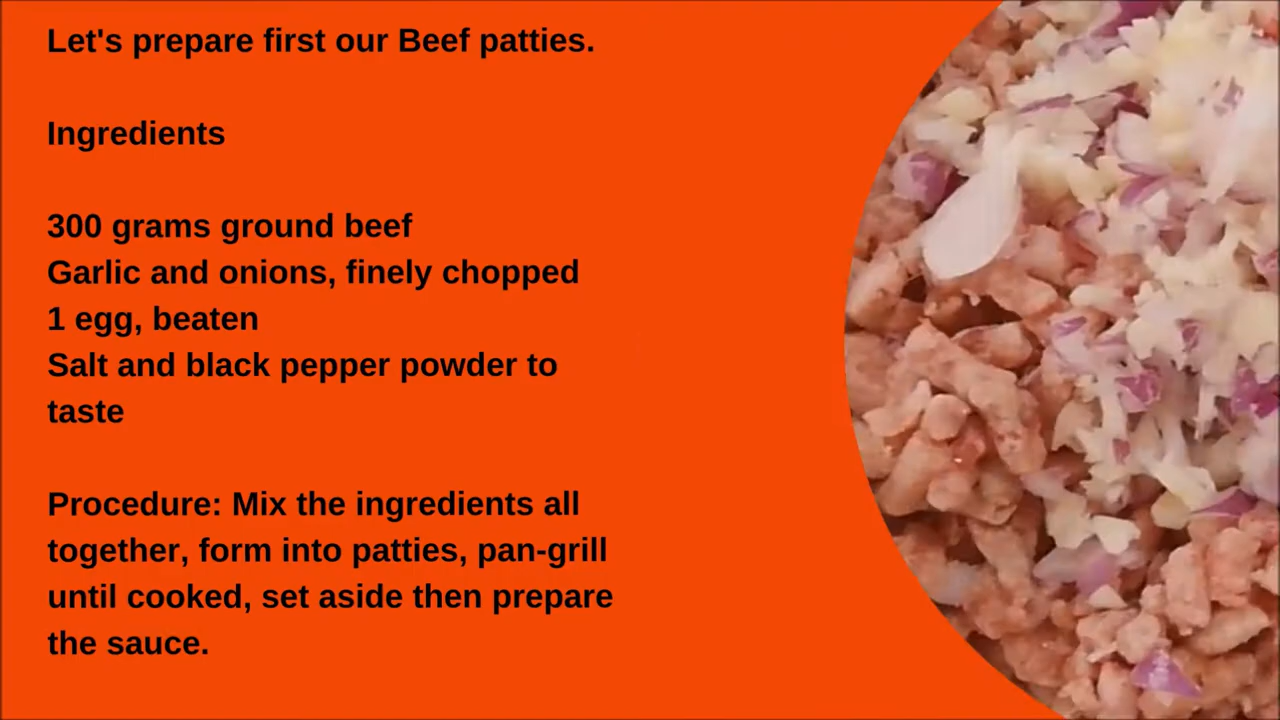 Let's prepare first our Beef patties.
Ingredients
300 grams ground beef
Garlic and onions, finely chopped
1 egg, beaten
Salt and black pepper powder to
taste
Procedure: Mix the ingredients all
together, form into patties, pan-grill
until cooked, set aside then prepare
the sauce.